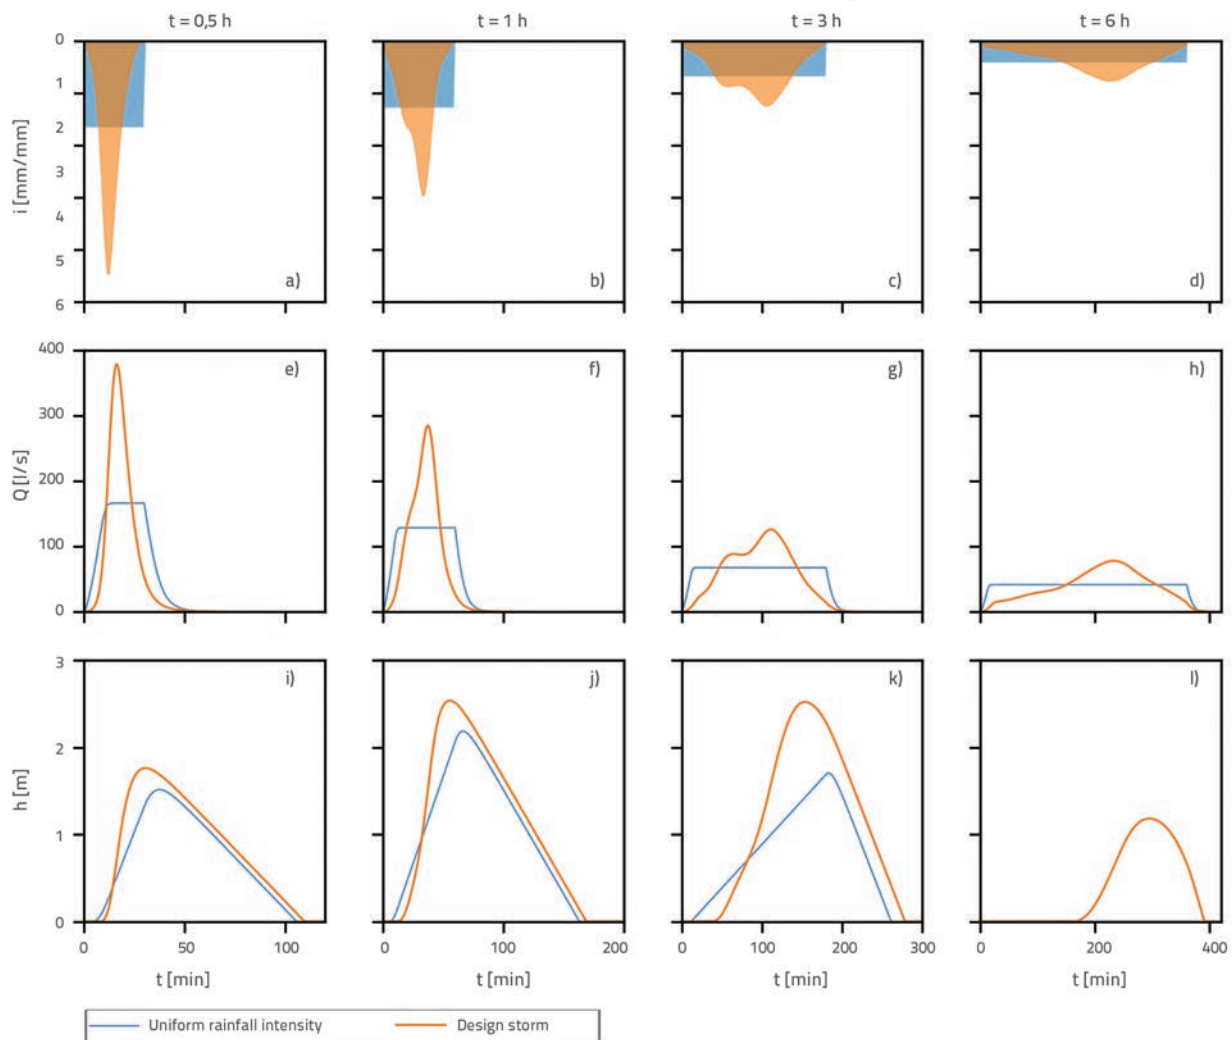 t = 0,5 h
t = 1 h
t = 3 h
t = 6 h
i [mm/mm]
0
1
2
3
4
5
6
a)
b)
c)
d)
Q [l/s]
400
300
200
100
0
0
50
100
0
100
200
0
100
200
300
0
200
400
e)
f)
g)
h)
h [m]
3
2
1
0
i)
j)
k)
l)
t [min]
t [min]
t [min]
t [min]
Uniform rainfall intensity
Design storm